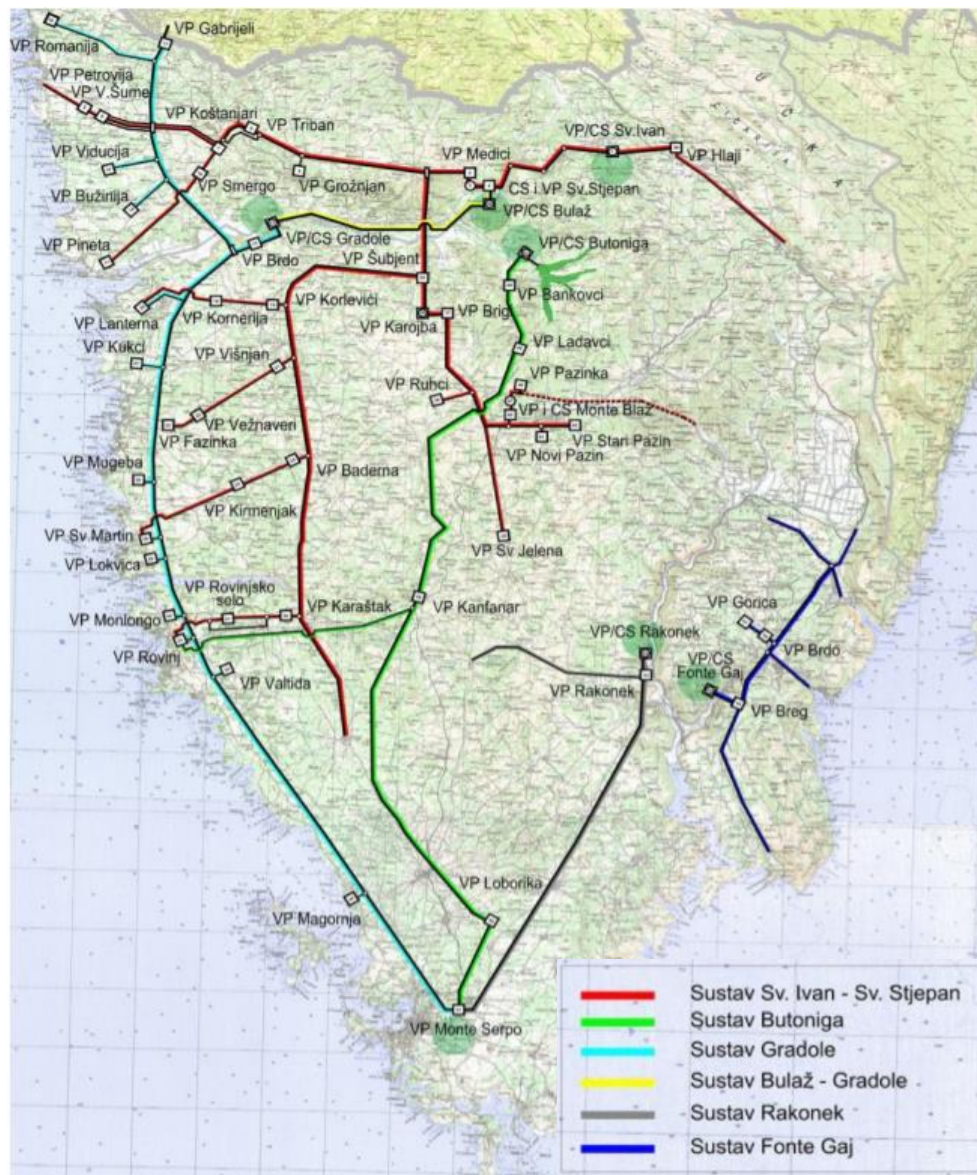 VP Gabrijeli
VP Romanija
VP Petrovija
VP V.Šume
VP Koštanjari
VP Triban
VP/CS Sv.Ivan
VP Medici
VP Hlaji
VP Viducija
VP Smergo
VP Grožnjan
CS i VP Sv.Stjepan
VP Bužinija
VP/CS Bulaž
VP/CS Gradole
VP Pineta
VP Brdo
VP/CS Butoniga
VP Šubjent
VP Bankovci
VP Korlevići
VP Lanterna
VP Kornerija
VP Brig
VP Karojba
VP Kukci
VP Ladavci
VP Višnjan
VP Pazinka
VP Ruhci
VP i CS Monte Blaž
VP Vežnaveri
VP Fazinka
VP Stari Pazin
VP Novi Pazin
VP Mugeba
VP Baderna
VP Kirmenjak
VP Sv Martin
VP Sv Jelena
VP Lokvica
VP Rovinjsko
selo
VP Karaštak
VP Kanfanar
VP Monlongo
VP Gorica
VP/CS Rakonek
VP Rovinj
VP Brdo
VP/CS
Fonte Gaj
VP Valtida
VP Rakonek
VP Breg
VP Loborika
VP Magornja
VP Monte Serpo
Sustav Sv. Ivan - Sv. Stjepan
Sustav Butoniga
Sustav Gradole
Sustav Bulaž - Gradole
Sustav Rakonek
Sustav Fonte Gaj